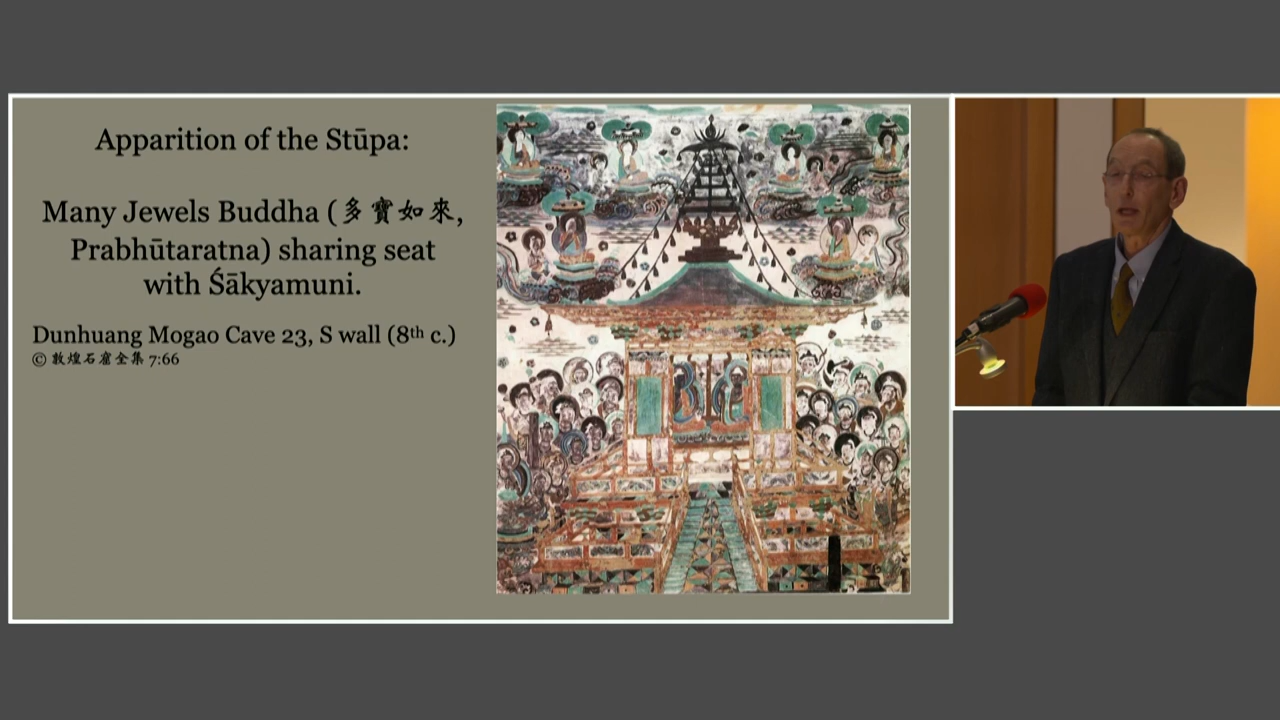 Apparition of the Stūpa:
Many Jewels Buddha (多寶如來,
Prabhūtaratna) sharing seat
with Śākyamuni.
Dunhuang Mogao Cave 23, S wall (8th c.)
© 敦煌石窟全集 7:66